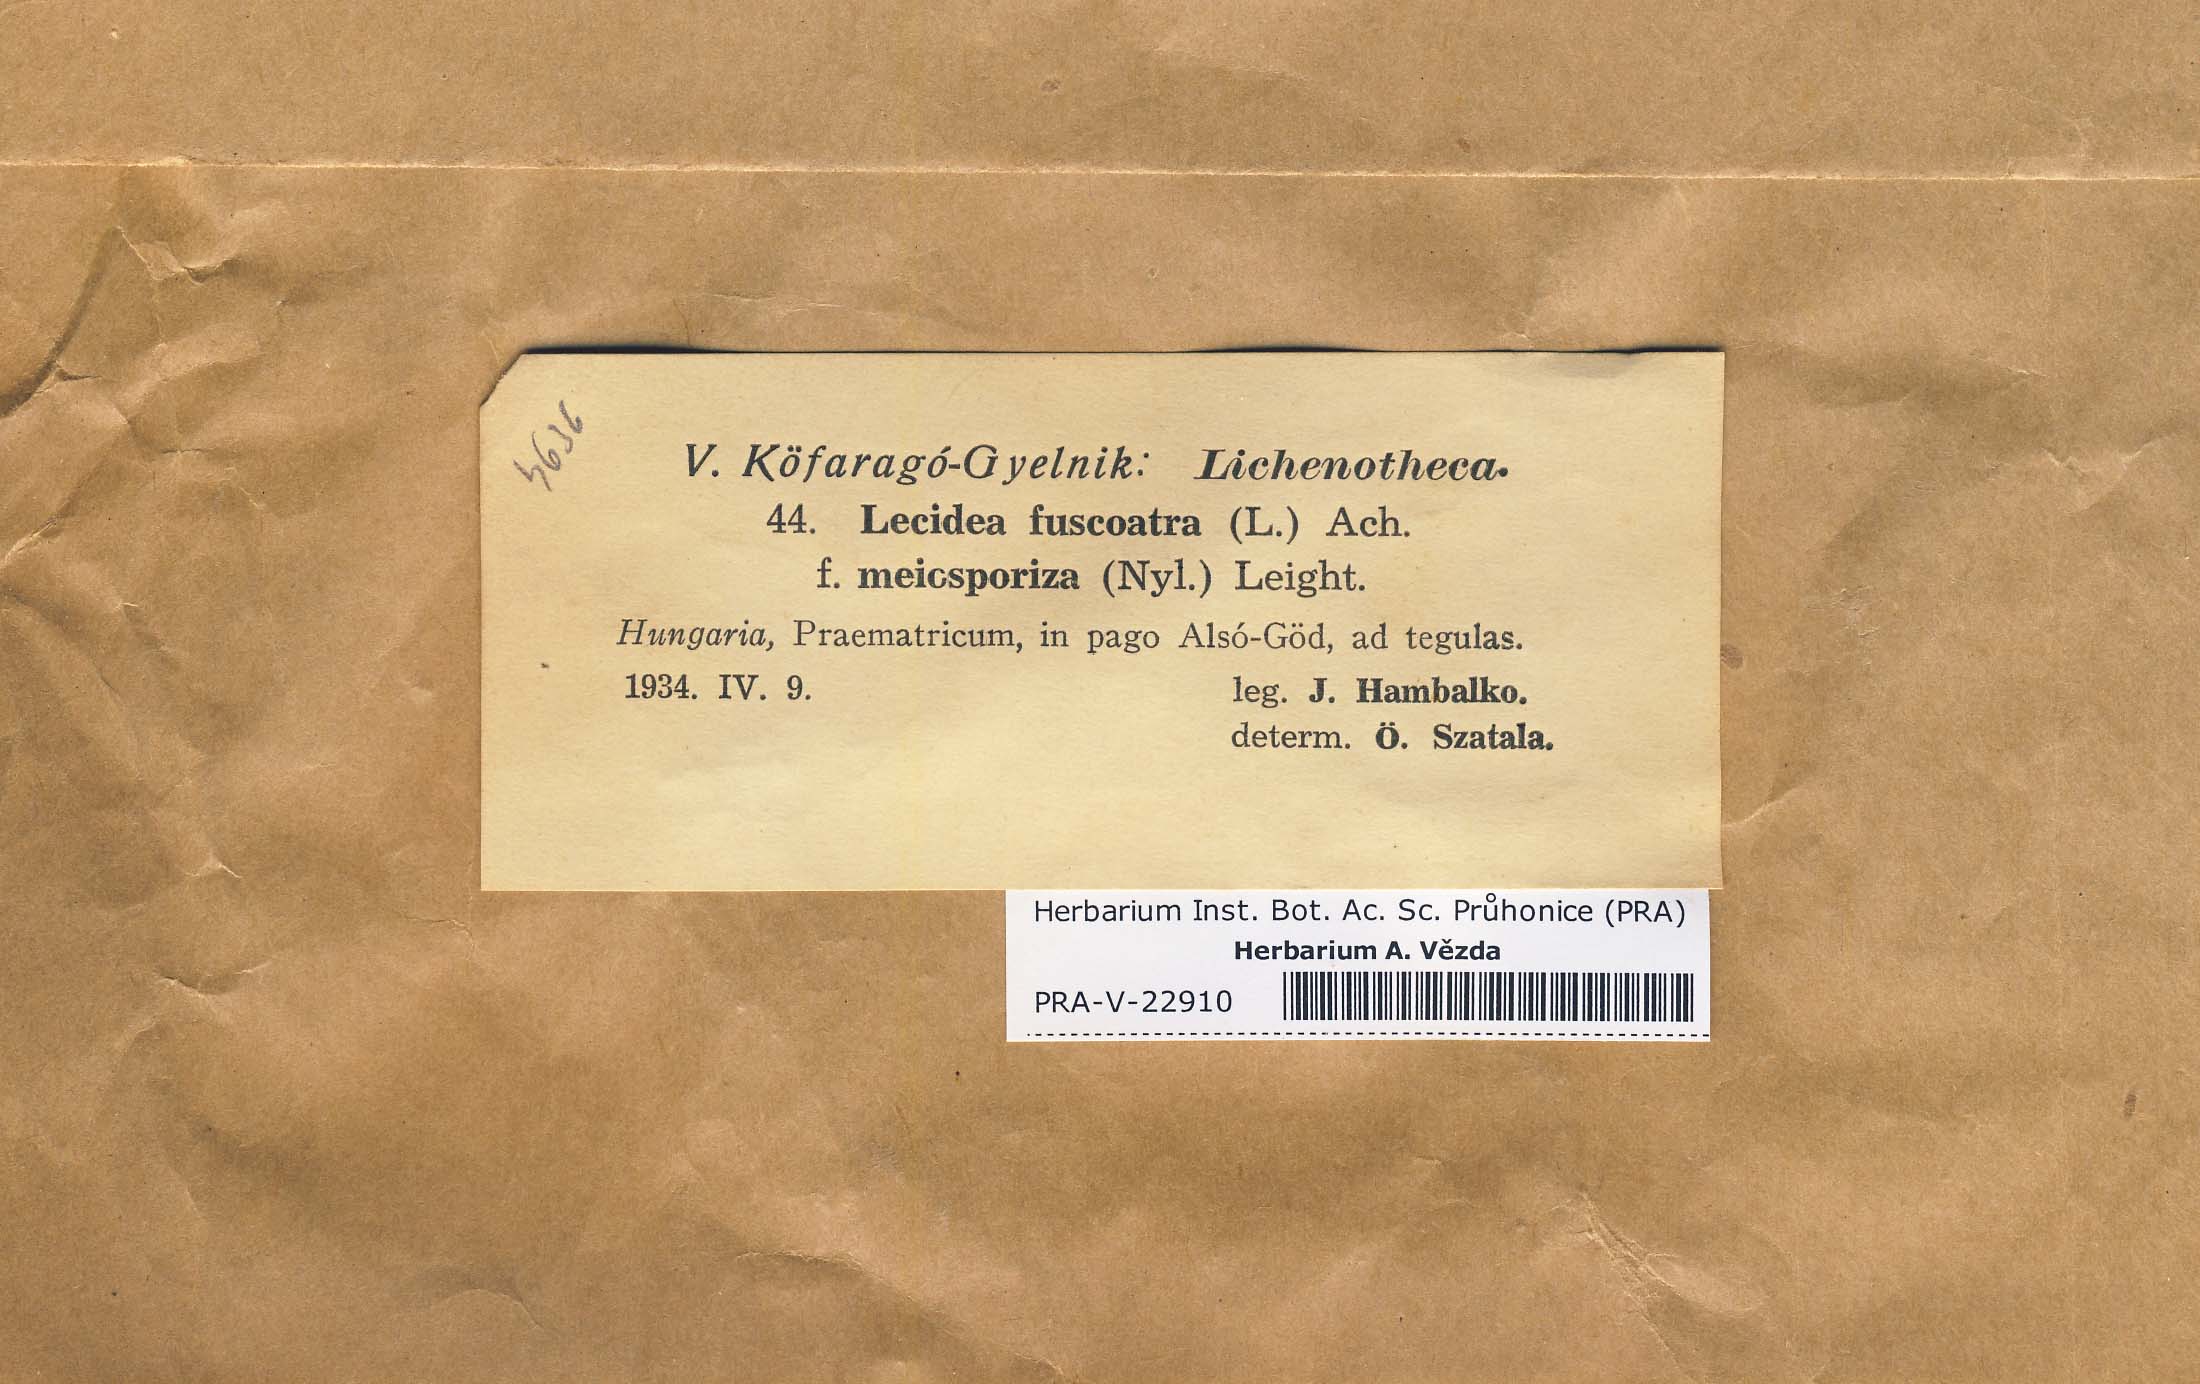 4636
V. Köfaragó-Gyelnik: Lichenotheca.
44. Lecidea fuscoatra (L.) Ach.
f. meiosporiza (Nyl.) Leight.
Hungaria, Praematricum, in pago Alsó-Göd, ad tegulas.
1934. IV. 9. leg. J. Hambalko.
determ. Ö. Szatala.
Herbarium Inst. Bot. Ac. Sc. Průhonice (PRA)
Herbarium A. Vězda
PRA-V-22910